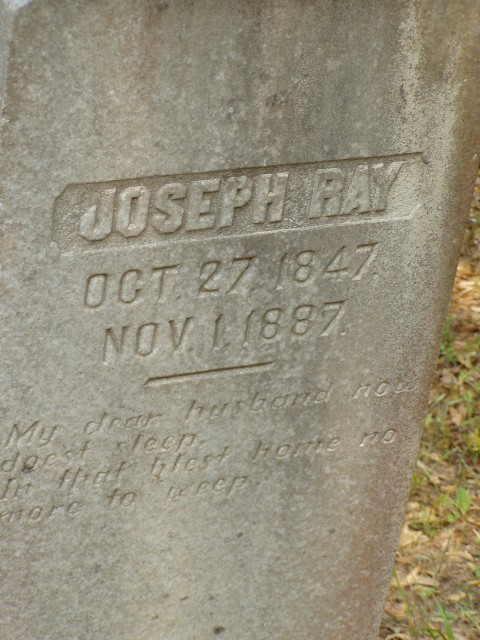 JOSEPH RAY
OCT. 27, 1847.
NOV. 1, 1887.
My dear husband now
doest sleep.
In that blest home no
more to weep.